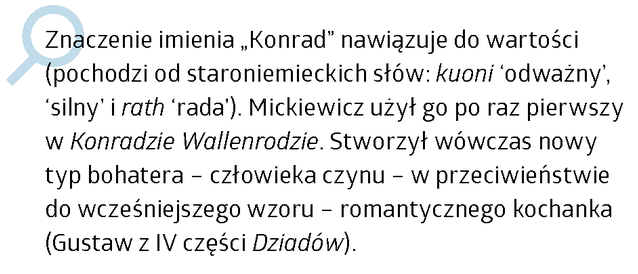 Znaczenie imienia „Konrad” nawiązuje do wartości
(pochodzi od staroniemieckich słów: kuoni ‘odważny’,
‘silny’ i rath ‘rada’). Mickiewicz użył go po raz pierwszy
w Konradzie Wallenrodzie. Stworzył wówczas nowy
typ bohatera – człowieka czynu – w przeciwieństwie
do wcześniejszego wzoru – romantycznego kochanka
(Gustaw z IV części Dziadów).